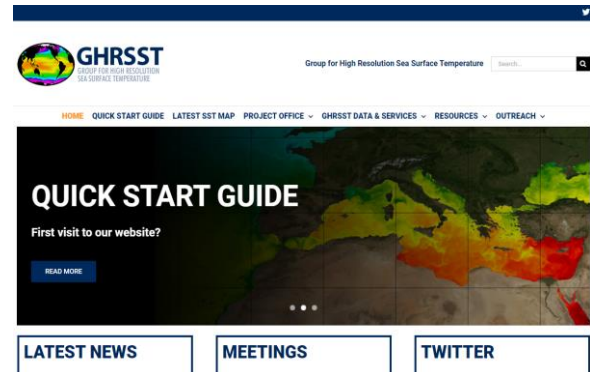 GHRSST
GROUP FOR HIGH RESOLUTION
SEA SURFACE TEMPERATURE
Group for High Resolution Sea Surface Temperature
Search...
HOME QUICK START GUIDE LATEST SST MAP PROJECT OFFICE GHRSST DATA & SERVICES RESOURCES OUTREACH
QUICK START GUIDE
First visit to our website?
READ MORE
LATEST NEWS
MEETINGS
TWITTER